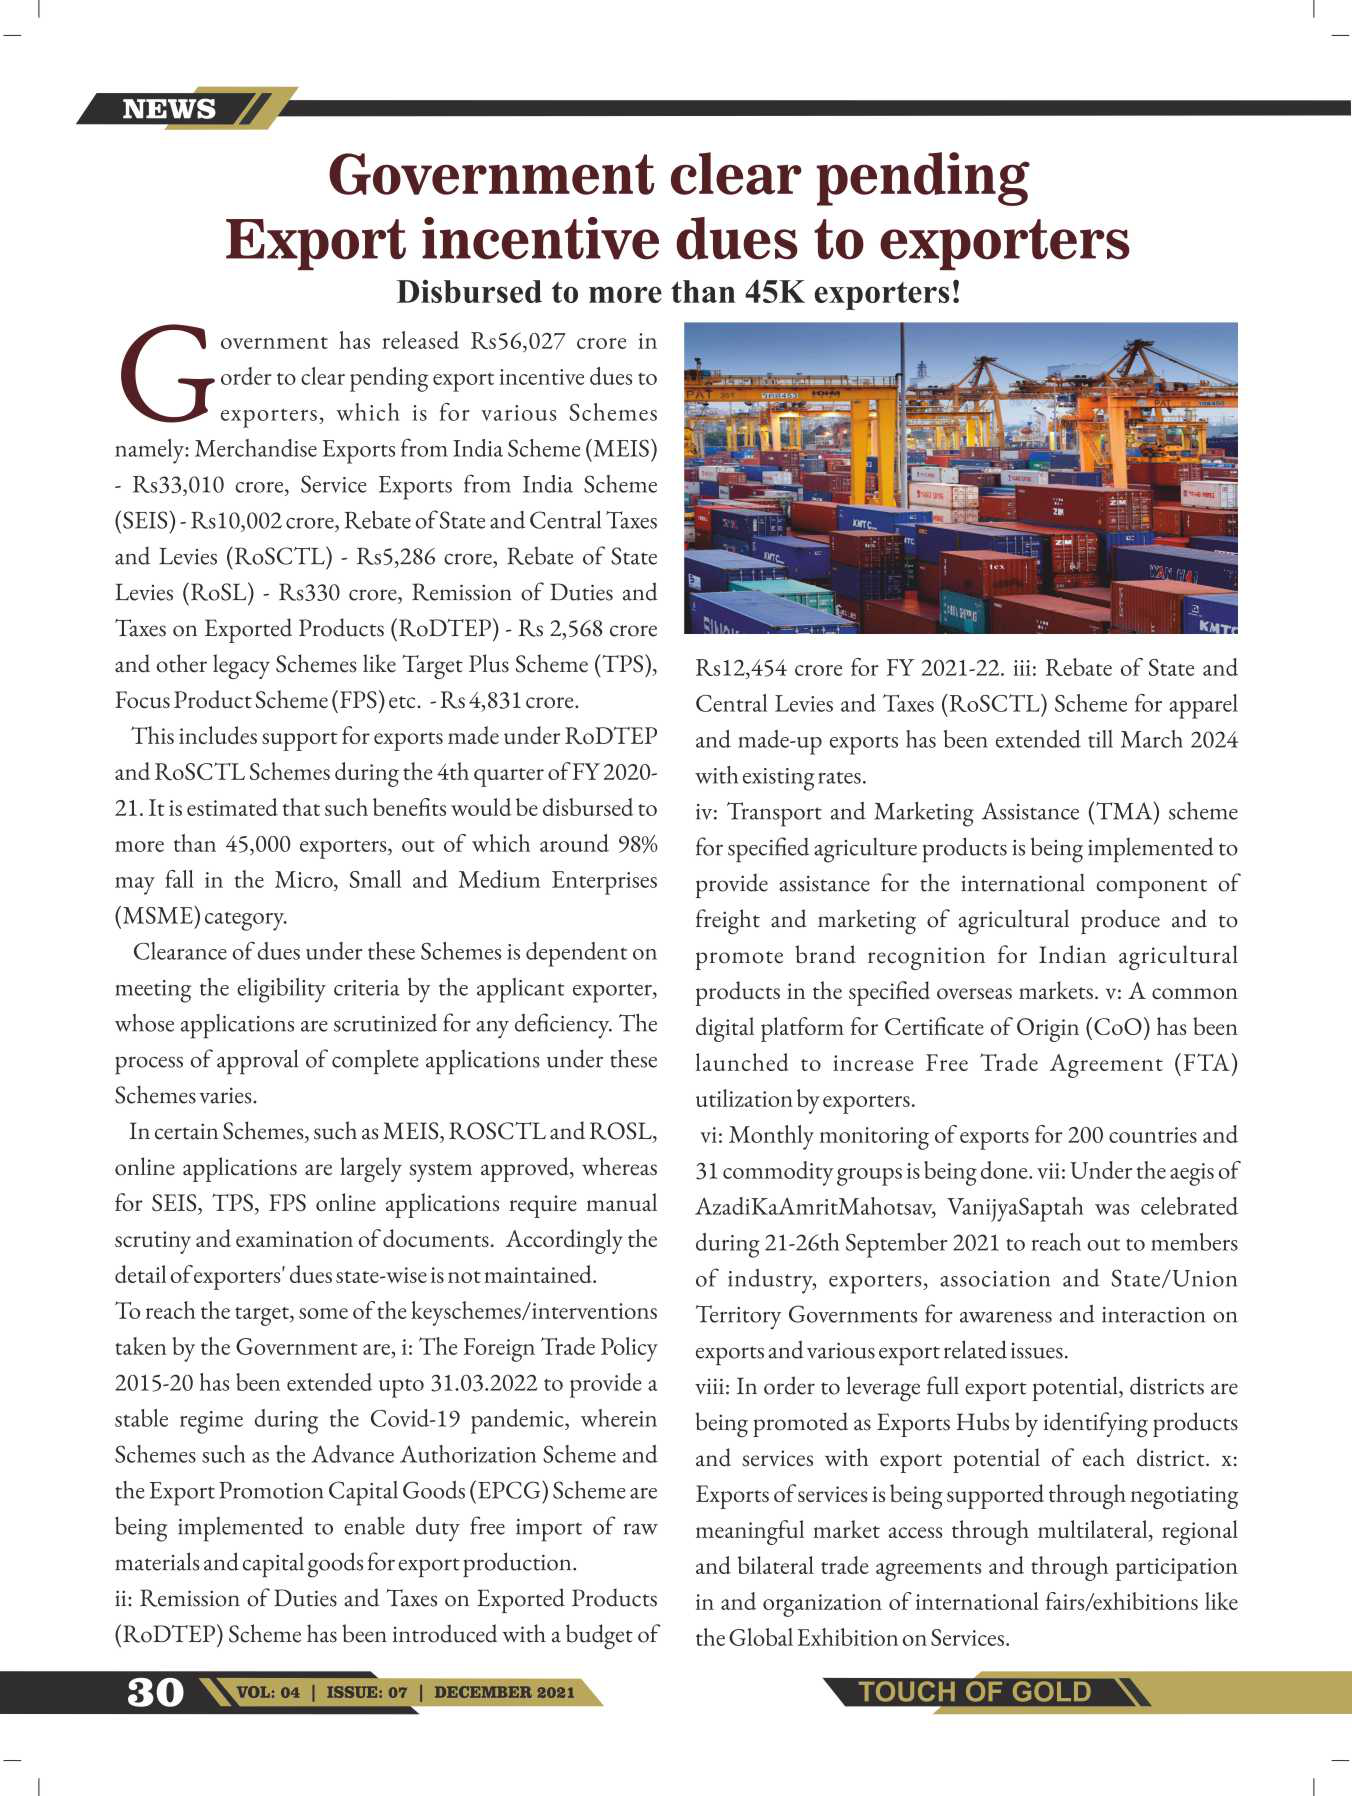 NEWS
Government clear pending
Export incentive dues to exporters
Disbursed to more than 45K exporters!
Government has released Rs56,027 crore in
order to clear pending export incentive dues to
exporters, which is for various Schemes
namely: Merchandise Exports from India Scheme (MEIS)
- Rs33,010 crore, Service Exports from India Scheme
(SEIS) - Rs10,002 crore, Rebate of State and Central Taxes
and Levies (RoSCTL) - Rs5,286 crore, Rebate of State
Levies (RoSL) - Rs330 crore, Remission of Duties and
Taxes on Exported Products (RoDTEP) - Rs 2,568 crore
and other legacy Schemes like Target Plus Scheme (TPS),
Focus Product Scheme (FPS) etc. - Rs 4,831 crore.
This includes support for exports made under RoDTEP
and RoSCTL Schemes during the 4th quarter of FY 2020-
21. It is estimated that such benefits would be disbursed to
more than 45,000 exporters, out of which around 98%
may fall in the Micro, Small and Medium Enterprises
(MSME) category.
Clearance of dues under these Schemes is dependent on
meeting the eligibility criteria by the applicant exporter,
whose applications are scrutinized for any deficiency. The
process of approval of complete applications under these
Schemes varies.
In certain Schemes, such as MEIS, ROSCTL and ROSL,
online applications are largely system approved, whereas
for SEIS, TPS, FPS online applications require manual
scrutiny and examination of documents. Accordingly the
detail of exporters' dues state-wise is not maintained.
To reach the target, some of the keyschemes/interventions
taken by the Government are, i: The Foreign Trade Policy
2015-20 has been extended upto 31.03.2022 to provide a
stable regime during the Covid-19 pandemic, wherein
Schemes such as the Advance Authorization Scheme and
the Export Promotion Capital Goods (EPCG) Scheme are
being implemented to enable duty free import of raw
materials and capital goods for export production.
ii: Remission of Duties and Taxes on Exported Products
(RoDTEP) Scheme has been introduced with a budget of
PAT
KMTC
KMTC
ZIM
ZIM
tex
WAN HAI
KMTC
Rs12,454 crore for FY 2021-22. iii: Rebate of State and
Central Levies and Taxes (RoSCTL) Scheme for apparel
and made-up exports has been extended till March 2024
with existing rates.
iv: Transport and Marketing Assistance (TMA) scheme
for specified agriculture products is being implemented to
provide assistance for the international component of
freight and marketing of agricultural produce and to
promote brand recognition for Indian agricultural
products in the specified overseas markets. v: A common
digital platform for Certificate of Origin (CoO) has been
launched to increase Free Trade Agreement (FTA)
utilization by exporters.
vi: Monthly monitoring of exports for 200 countries and
31 commodity groups is being done. vii: Under the aegis of
AzadiKaAmritMahotsav, VanijyaSaptah was celebrated
during 21-26th September 2021 to reach out to members
of industry, exporters, association and State/Union
Territory Governments for awareness and interaction on
exports and various export related issues.
viii: In order to leverage full export potential, districts are
being promoted as Exports Hubs by identifying products
and services with export potential of each district. x:
Exports of services is being supported through negotiating
meaningful market access through multilateral, regional
and bilateral trade agreements and through participation
in and organization of international fairs/exhibitions like
the Global Exhibition on Services.
30 VOL: 04 | ISSUE: 07 | DECEMBER 2021
TOUCH OF GOLD